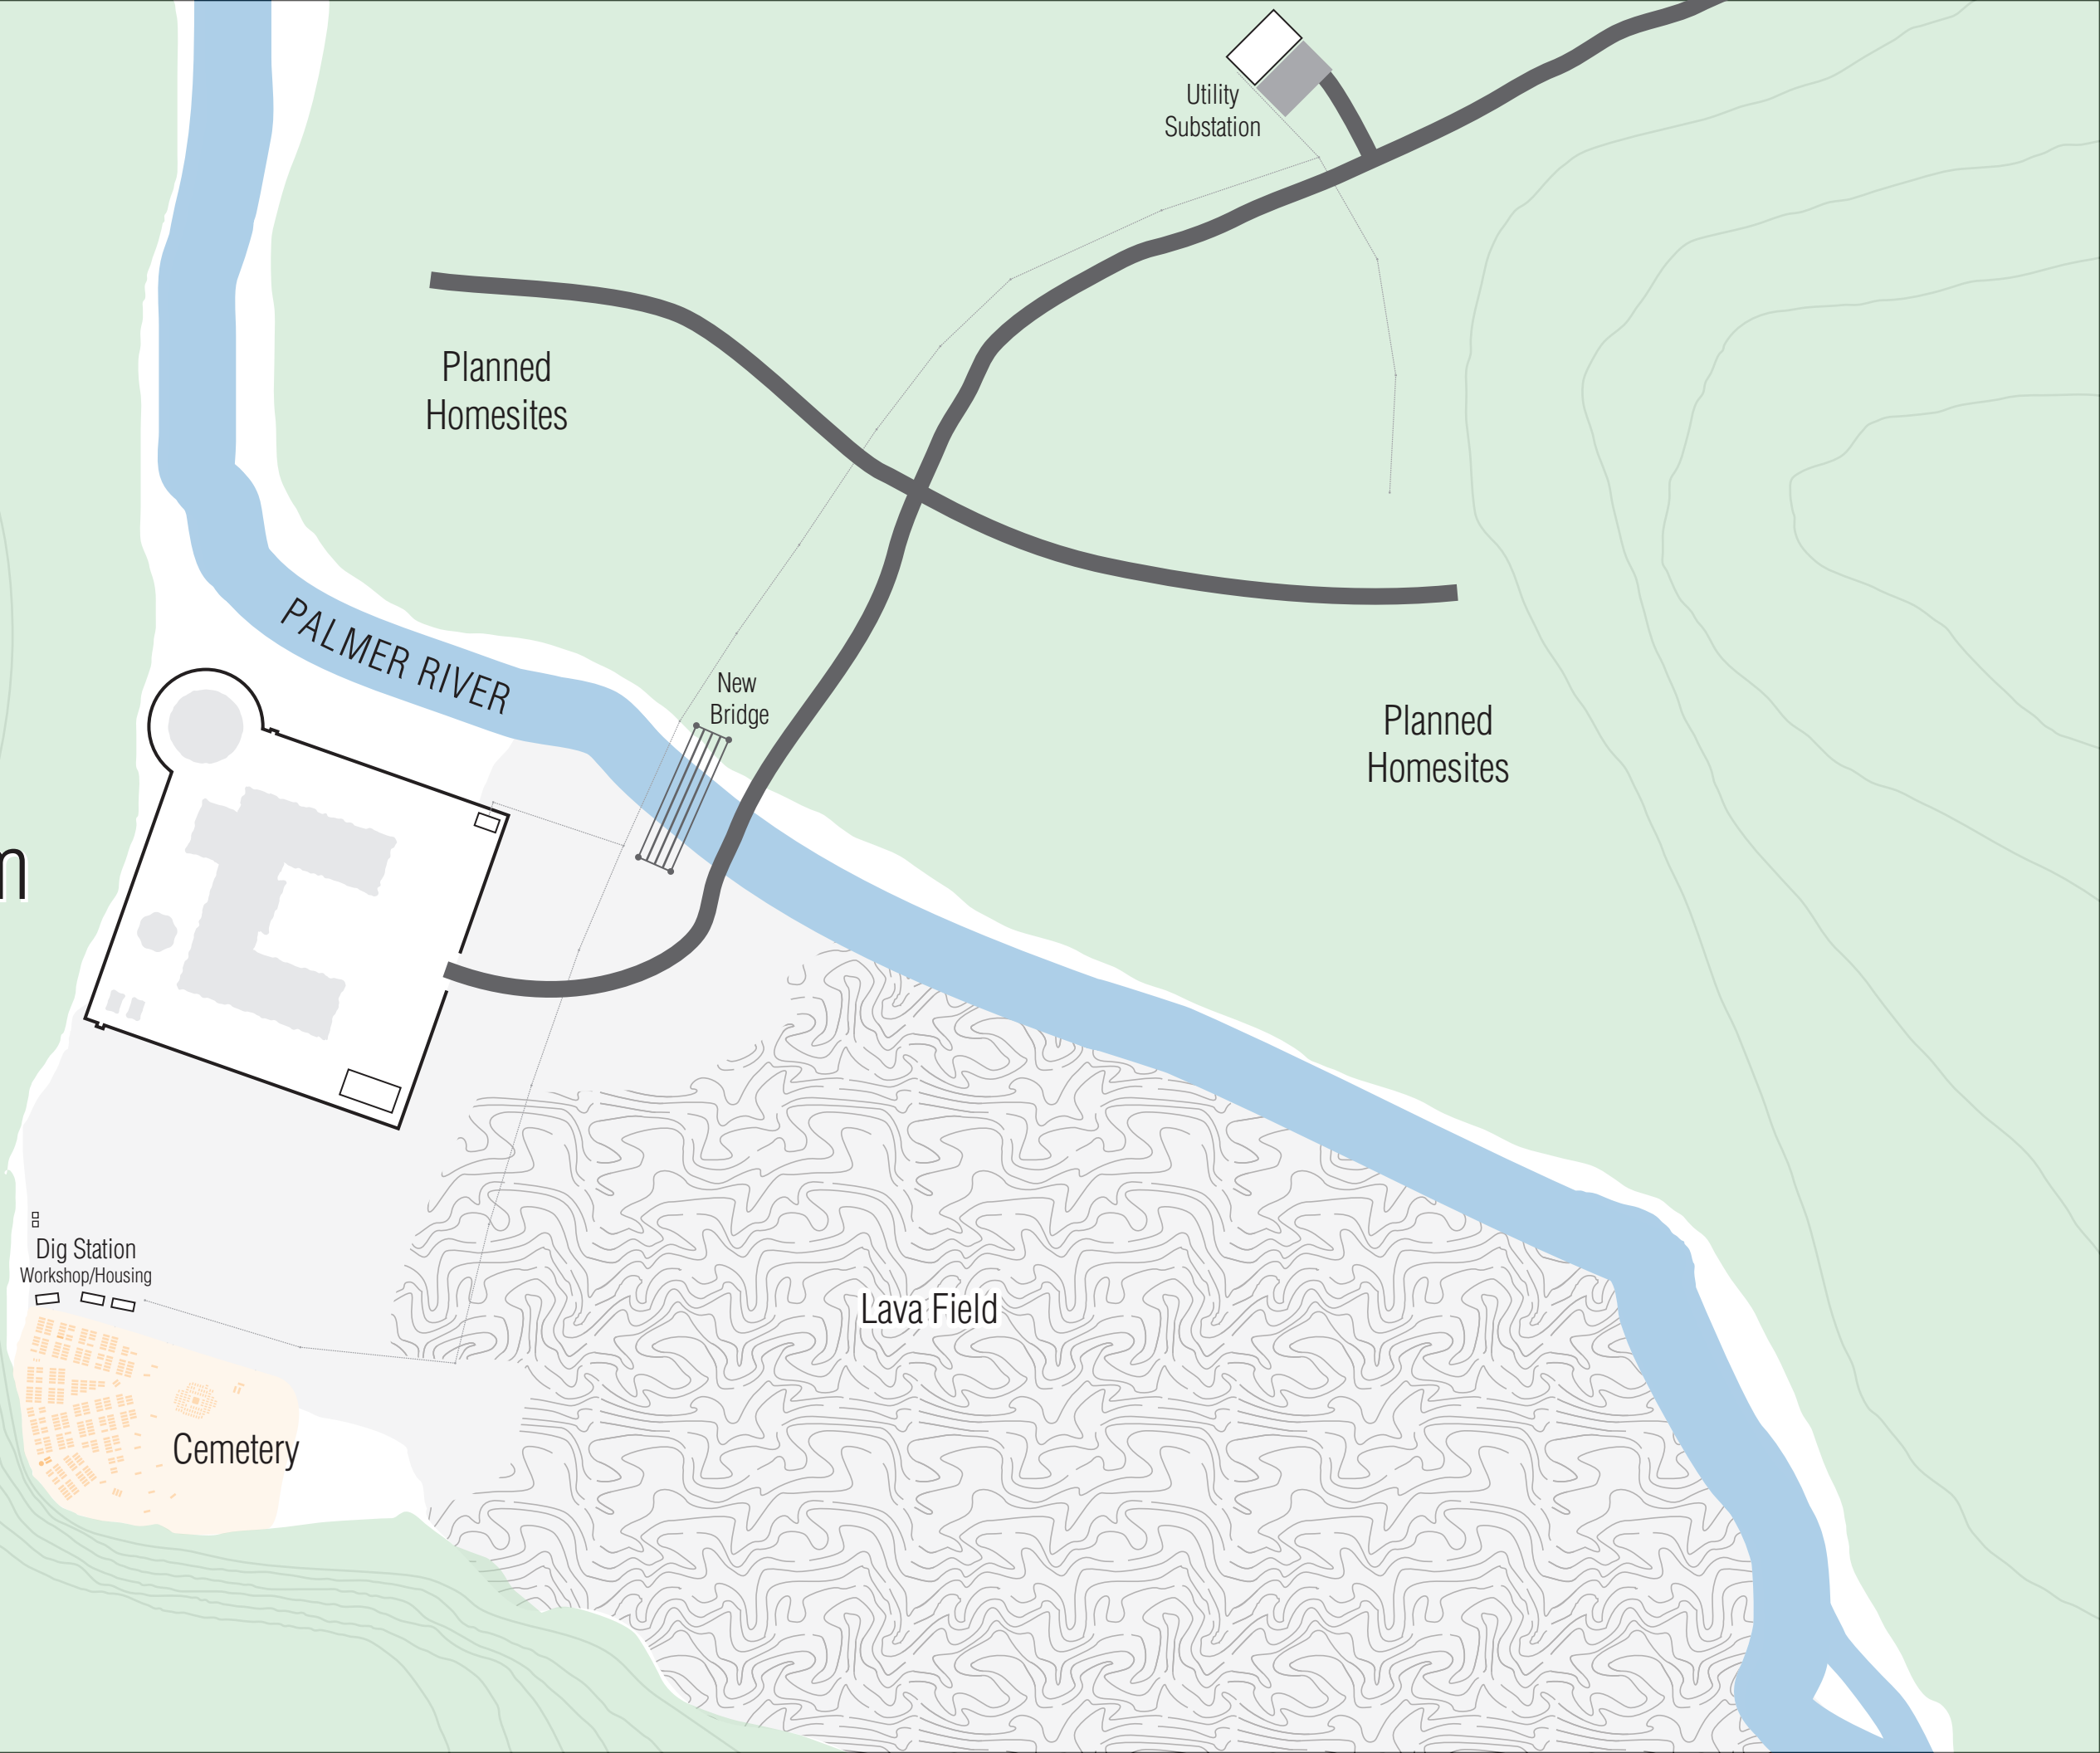 Utility
Substation
Planned
Homesites
PALMER RIVER
New
Bridge
Planned
Homesites
m
Dig Station
Workshop/Housing
Lava Field
Cemetery